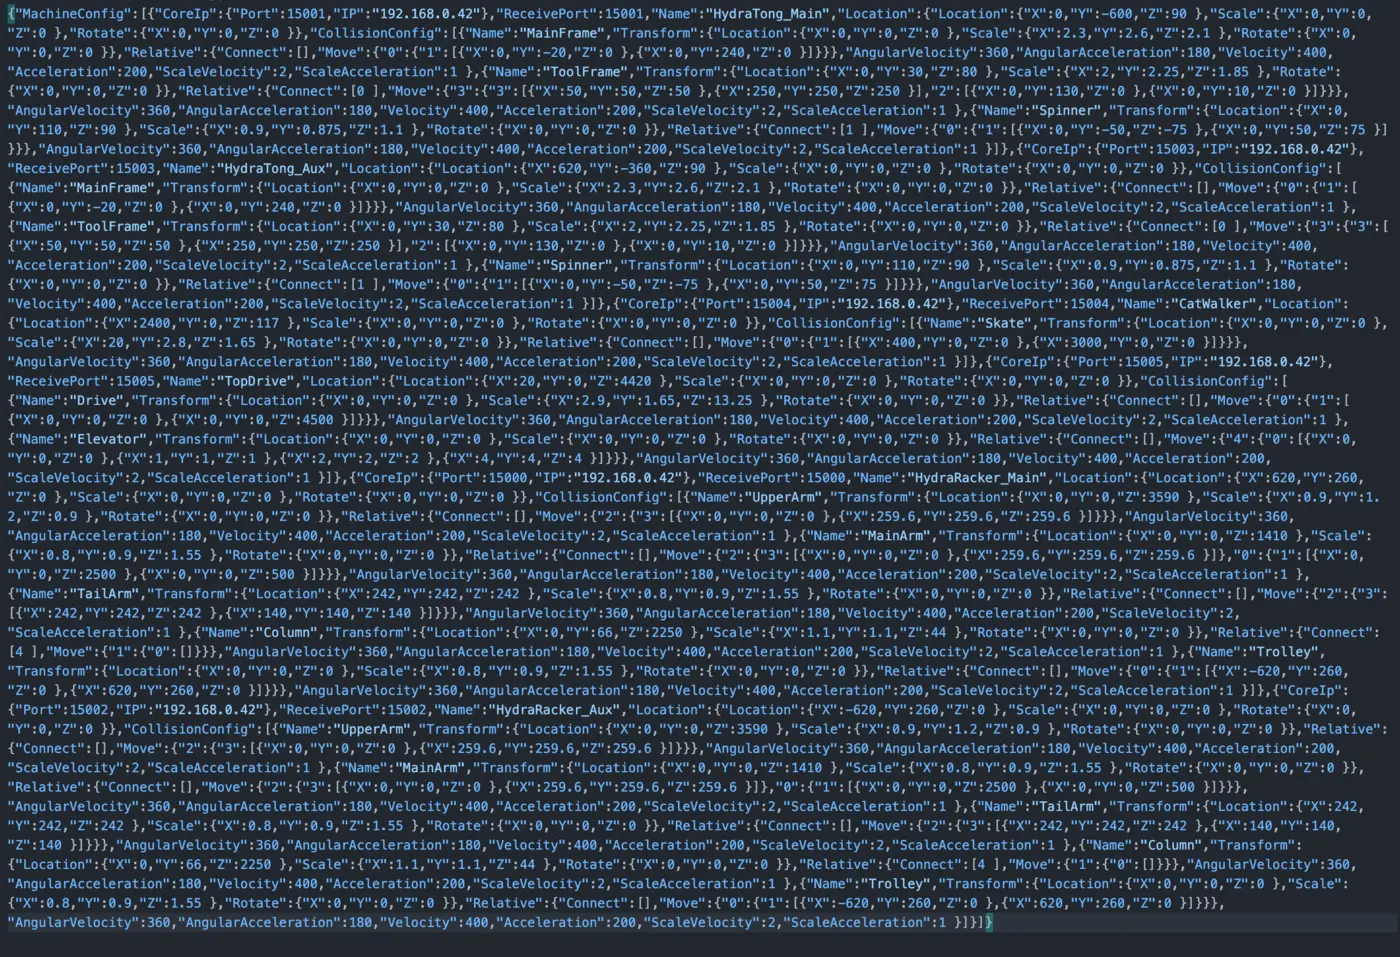 {"MachineConfig":[{"CoreIp":{"Port":15001,"IP":"192.168.0.42"},"ReceivePort":15001,"Name":"HydraTong_Main","Location":{"Location":{"X":0,"Y":-600,"Z":90 },"Scale":{"X":0,"Y":0,
"Z":0 },"Rotate":{"X":0,"Y":0,"Z":0 }},"CollisionConfig":[{"Name":"MainFrame","Transform":{"Location":{"X":0,"Y":0,"Z":0 },"Scale":{"X":2.3,"Y":2.6,"Z":2.1 },"Rotate":{"X":0,
"Y":0,"Z":0 }},"Relative":{"Connect":[],"Move":{"0":{"1":[{"X":0,"Y":-20,"Z":0 },{"X":0,"Y":240,"Z":0 }]}}},"AngularVelocity":360,"AngularAcceleration":180,"Velocity":400,
"Acceleration":200,"ScaleVelocity":2,"ScaleAcceleration":1 },{"Name":"ToolFrame","Transform":{"Location":{"X":0,"Y":30,"Z":80 },"Scale":{"X":2,"Y":2.25,"Z":1.85 },"Rotate":
{"X":0,"Y":0,"Z":0 }},"Relative":{"Connect":[0 ],"Move":{"3":{"3":[{"X":50,"Y":50,"Z":50 },{"X":250,"Y":250,"Z":250 }],"2":[{"X":0,"Y":130,"Z":0 },{"X":0,"Y":10,"Z":0 }]}}},
"AngularVelocity":360,"AngularAcceleration":180,"Velocity":400,"Acceleration":200,"ScaleVelocity":2,"ScaleAcceleration":1 },{"Name":"Spinner","Transform":{"Location":{"X":0,
"Y":110,"Z":90 },"Scale":{"X":0.9,"Y":0.875,"Z":1.1 },"Rotate":{"X":0,"Y":0,"Z":0 }},"Relative":{"Connect":[1 ],"Move":{"0":{"1":[{"X":0,"Y":-50,"Z":-75 },{"X":0,"Y":50,"Z":75 }]
}}},"AngularVelocity":360,"AngularAcceleration":180,"Velocity":400,"Acceleration":200,"ScaleVelocity":2,"ScaleAcceleration":1 }]},{"CoreIp":{"Port":15003,"IP":"192.168.0.42"},
"ReceivePort":15003,"Name":"HydraTong_Aux","Location":{"Location":{"X":620,"Y":-360,"Z":90 },"Scale":{"X":0,"Y":0,"Z":0 },"Rotate":{"X":0,"Y":0,"Z":0 }},"CollisionConfig":[
{"Name":"MainFrame","Transform":{"Location":{"X":0,"Y":0,"Z":0 },"Scale":{"X":2.3,"Y":2.6,"Z":2.1 },"Rotate":{"X":0,"Y":0,"Z":0 }},"Relative":{"Connect":[],"Move":{"0":{"1":[
{"X":0,"Y":-20,"Z":0 },{"X":0,"Y":240,"Z":0 }]}}},"AngularVelocity":360,"AngularAcceleration":180,"Velocity":400,"Acceleration":200,"ScaleVelocity":2,"ScaleAcceleration":1 },
{"Name":"ToolFrame","Transform":{"Location":{"X":0,"Y":30,"Z":80 },"Scale":{"X":2,"Y":2.25,"Z":1.85 },"Rotate":{"X":0,"Y":0,"Z":0 }},"Relative":{"Connect":[0 ],"Move":{"3":{"3":[
{"X":50,"Y":50,"Z":50 },{"X":250,"Y":250,"Z":250 }],"2":[{"X":0,"Y":130,"Z":0 },{"X":0,"Y":10,"Z":0 }]}}},"AngularVelocity":360,"AngularAcceleration":180,"Velocity":400,
"Acceleration":200,"ScaleVelocity":2,"ScaleAcceleration":1 },{"Name":"Spinner","Transform":{"Location":{"X":0,"Y":110,"Z":90 },"Scale":{"X":0.9,"Y":0.875,"Z":1.1 },"Rotate":
{"X":0,"Y":0,"Z":0 }},"Relative":{"Connect":[1 ],"Move":{"0":{"1":[{"X":0,"Y":-50,"Z":-75 },{"X":0,"Y":50,"Z":75 }]}}},"AngularVelocity":360,"AngularAcceleration":180,
"Velocity":400,"Acceleration":200,"ScaleVelocity":2,"ScaleAcceleration":1 }]},{"CoreIp":{"Port":15004,"IP":"192.168.0.42"},"ReceivePort":15004,"Name":"CatWalker","Location":
{"Location":{"X":2400,"Y":0,"Z":117 },"Scale":{"X":0,"Y":0,"Z":0 },"Rotate":{"X":0,"Y":0,"Z":0 }},"CollisionConfig":[{"Name":"Skate","Transform":{"Location":{"X":0,"Y":0,"Z":0 },
"Scale":{"X":20,"Y":2.8,"Z":1.65 },"Rotate":{"X":0,"Y":0,"Z":0 }},"Relative":{"Connect":[],"Move":{"0":{"1":[{"X":400,"Y":0,"Z":0 },{"X":3000,"Y":0,"Z":0 }]}}},
"AngularVelocity":360,"AngularAcceleration":180,"Velocity":400,"Acceleration":200,"ScaleVelocity":2,"ScaleAcceleration":1 }]},{"CoreIp":{"Port":15005,"IP":"192.168.0.42"},
"ReceivePort":15005,"Name":"TopDrive","Location":{"Location":{"X":20,"Y":0,"Z":4420 },"Scale":{"X":0,"Y":0,"Z":0 },"Rotate":{"X":0,"Y":0,"Z":0 }},"CollisionConfig":[
{"Name":"Drive","Transform":{"Location":{"X":0,"Y":0,"Z":0 },"Scale":{"X":2.9,"Y":1.65,"Z":13.25 },"Rotate":{"X":0,"Y":0,"Z":0 }},"Relative":{"Connect":[],"Move":{"0":{"1":[
{"X":0,"Y":0,"Z":0 },{"X":0,"Y":0,"Z":4500 }]}}},"AngularVelocity":360,"AngularAcceleration":180,"Velocity":400,"Acceleration":200,"ScaleVelocity":2,"ScaleAcceleration":1 },
{"Name":"Elevator","Transform":{"Location":{"X":0,"Y":0,"Z":0 },"Scale":{"X":0,"Y":0,"Z":0 },"Rotate":{"X":0,"Y":0,"Z":0 }},"Relative":{"Connect":[],"Move":{"4":{"0":[{"X":0,
"Y":0,"Z":0 },{"X":1,"Y":1,"Z":1 },{"X":2,"Y":2,"Z":2 },{"X":4,"Y":4,"Z":4 }]}}},"AngularVelocity":360,"AngularAcceleration":180,"Velocity":400,"Acceleration":200,
"ScaleVelocity":2,"ScaleAcceleration":1 }]},{"CoreIp":{"Port":15000,"IP":"192.168.0.42"},"ReceivePort":15000,"Name":"HydraRacker_Main","Location":{"Location":{"X":620,"Y":260,
"Z":0 },"Scale":{"X":0,"Y":0,"Z":0 },"Rotate":{"X":0,"Y":0,"Z":0 }},"CollisionConfig":[{"Name":"UpperArm","Transform":{"Location":{"X":0,"Y":0,"Z":3590 },"Scale":{"X":0.9,"Y":1.
2,"Z":0.9 },"Rotate":{"X":0,"Y":0,"Z":0 }},"Relative":{"Connect":[],"Move":{"2":{"3":[{"X":0,"Y":0,"Z":0 },{"X":259.6,"Y":259.6,"Z":259.6 }]}}},"AngularVelocity":360,
"AngularAcceleration":180,"Velocity":400,"Acceleration":200,"ScaleVelocity":2,"ScaleAcceleration":1 },{"Name":"MainArm","Transform":{"Location":{"X":0,"Y":0,"Z":1410 },"Scale":
{"X":0.8,"Y":0.9,"Z":1.55 },"Rotate":{"X":0,"Y":0,"Z":0 }},"Relative":{"Connect":[],"Move":{"2":{"3":[{"X":0,"Y":0,"Z":0 },{"X":259.6,"Y":259.6,"Z":259.6 }]},"0":{"1":[{"X":0,
"Y":0,"Z":2500 },{"X":0,"Y":0,"Z":500 }]}}},"AngularVelocity":360,"AngularAcceleration":180,"Velocity":400,"Acceleration":200,"ScaleVelocity":2,"ScaleAcceleration":1 },
{"Name":"TailArm","Transform":{"Location":{"X":242,"Y":242,"Z":242 },"Scale":{"X":0.8,"Y":0.9,"Z":1.55 },"Rotate":{"X":0,"Y":0,"Z":0 }},"Relative":{"Connect":[],"Move":{"2":{"3":
[{"X":242,"Y":242,"Z":242 },{"X":140,"Y":140,"Z":140 }]}}},"AngularVelocity":360,"AngularAcceleration":180,"Velocity":400,"Acceleration":200,"ScaleVelocity":2,
"ScaleAcceleration":1 },{"Name":"Column","Transform":{"Location":{"X":0,"Y":66,"Z":2250 },"Scale":{"X":1.1,"Y":1.1,"Z":44 },"Rotate":{"X":0,"Y":0,"Z":0 }},"Relative":{"Connect":
[4 ],"Move":{"1":{"0":[]}}},"AngularVelocity":360,"AngularAcceleration":180,"Velocity":400,"Acceleration":200,"ScaleVelocity":2,"ScaleAcceleration":1 },{"Name":"Trolley",
"Transform":{"Location":{"X":0,"Y":0,"Z":0 },"Scale":{"X":0.8,"Y":0.9,"Z":1.55 },"Rotate":{"X":0,"Y":0,"Z":0 }},"Relative":{"Connect":[],"Move":{"0":{"1":[{"X":-620,"Y":260,
"Z":0 },{"X":620,"Y":260,"Z":0 }]}}},"AngularVelocity":360,"AngularAcceleration":180,"Velocity":400,"Acceleration":200,"ScaleVelocity":2,"ScaleAcceleration":1 }]},{"CoreIp":
{"Port":15002,"IP":"192.168.0.42"},"ReceivePort":15002,"Name":"HydraRacker_Aux","Location":{"Location":{"X":-620,"Y":260,"Z":0 },"Scale":{"X":0,"Y":0,"Z":0 },"Rotate":{"X":0,
"Y":0,"Z":0 }},"CollisionConfig":[{"Name":"UpperArm","Transform":{"Location":{"X":0,"Y":0,"Z":3590 },"Scale":{"X":0.9,"Y":1.2,"Z":0.9 },"Rotate":{"X":0,"Y":0,"Z":0 }},"Relative":
{"Connect":[],"Move":{"2":{"3":[{"X":0,"Y":0,"Z":0 },{"X":259.6,"Y":259.6,"Z":259.6 }]}}},"AngularVelocity":360,"AngularAcceleration":180,"Velocity":400,"Acceleration":200,
"ScaleVelocity":2,"ScaleAcceleration":1 },{"Name":"MainArm","Transform":{"Location":{"X":0,"Y":0,"Z":1410 },"Scale":{"X":0.8,"Y":0.9,"Z":1.55 },"Rotate":{"X":0,"Y":0,"Z":0 }},
"Relative":{"Connect":[],"Move":{"2":{"3":[{"X":0,"Y":0,"Z":0 },{"X":259.6,"Y":259.6,"Z":259.6 }]},"0":{"1":[{"X":0,"Y":0,"Z":2500 },{"X":0,"Y":0,"Z":500 }]}}},
"AngularVelocity":360,"AngularAcceleration":180,"Velocity":400,"Acceleration":200,"ScaleVelocity":2,"ScaleAcceleration":1 },{"Name":"TailArm","Transform":{"Location":{"X":242,
"Y":242,"Z":242 },"Scale":{"X":0.8,"Y":0.9,"Z":1.55 },"Rotate":{"X":0,"Y":0,"Z":0 }},"Relative":{"Connect":[],"Move":{"2":{"3":[{"X":242,"Y":242,"Z":242 },{"X":140,"Y":140,
"Z":140 }]}}},"AngularVelocity":360,"AngularAcceleration":180,"Velocity":400,"Acceleration":200,"ScaleVelocity":2,"ScaleAcceleration":1 },{"Name":"Column","Transform":
{"Location":{"X":0,"Y":66,"Z":2250 },"Scale":{"X":1.1,"Y":1.1,"Z":44 },"Rotate":{"X":0,"Y":0,"Z":0 }},"Relative":{"Connect":[4 ],"Move":{"1":{"0":[]}}},"AngularVelocity":360,
"AngularAcceleration":180,"Velocity":400,"Acceleration":200,"ScaleVelocity":2,"ScaleAcceleration":1 },{"Name":"Trolley","Transform":{"Location":{"X":0,"Y":0,"Z":0 },"Scale":
{"X":0.8,"Y":0.9,"Z":1.55 },"Rotate":{"X":0,"Y":0,"Z":0 }},"Relative":{"Connect":[],"Move":{"0":{"1":[{"X":-620,"Y":260,"Z":0 },{"X":620,"Y":260,"Z":0 }]}}},
"AngularVelocity":360,"AngularAcceleration":180,"Velocity":400,"Acceleration":200,"ScaleVelocity":2,"ScaleAcceleration":1 }]}]}